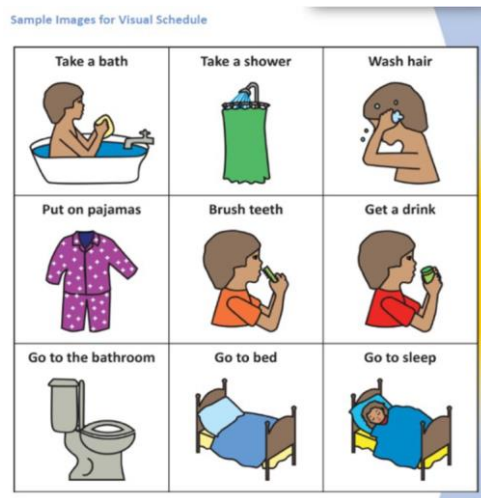 Sample Images for Visual Schedule
Take a bath
Take a shower
Wash hair
Put on pajamas
Brush teeth
Get a drink
Go to the bathroom
Go to bed
Go to sleep